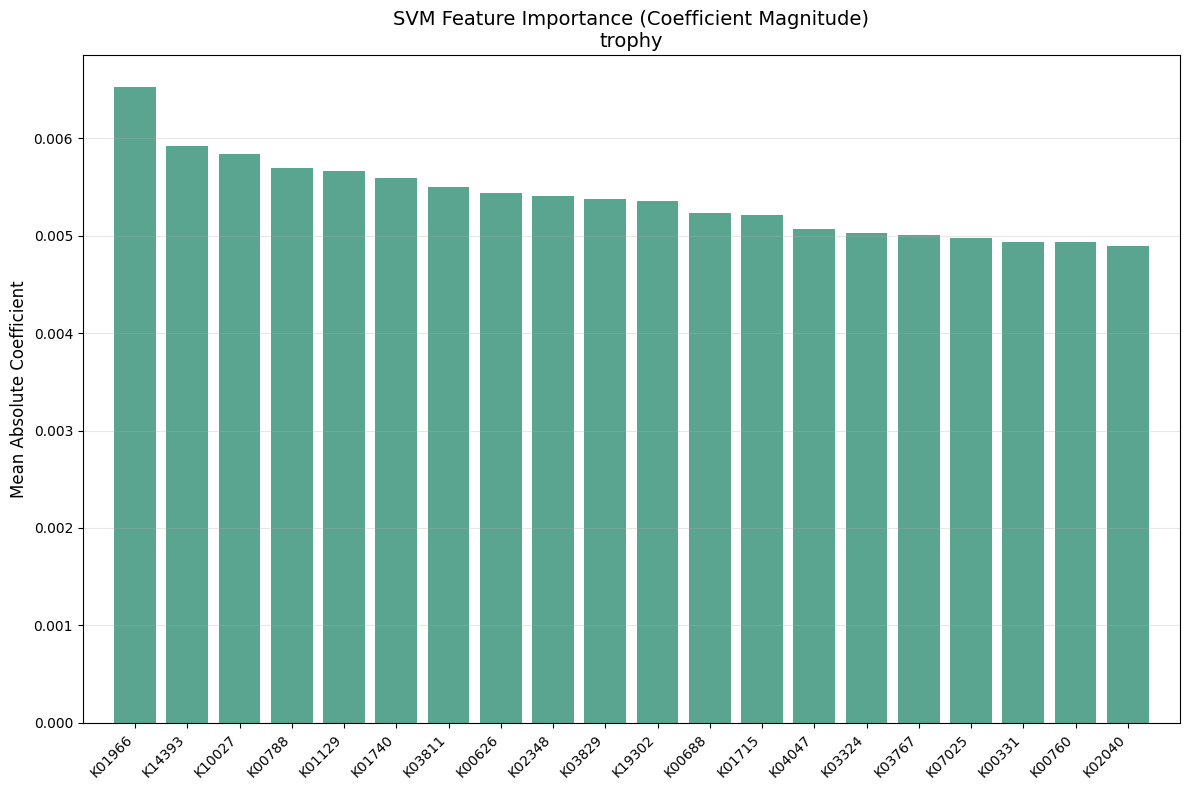 SVM Feature Importance (Coefficient Magnitude)
trophy
Mean Absolute Coefficient
0.006
0.005
0.004
0.003
0.002
0.001
0.000
K01966
K14393
K10027
K00788
K01129
K01740
K03811
K00626
K02348
K03829
K19302
K00688
K01715
K04047
K03324
K03767
K07025
K00331
K00760
K02040